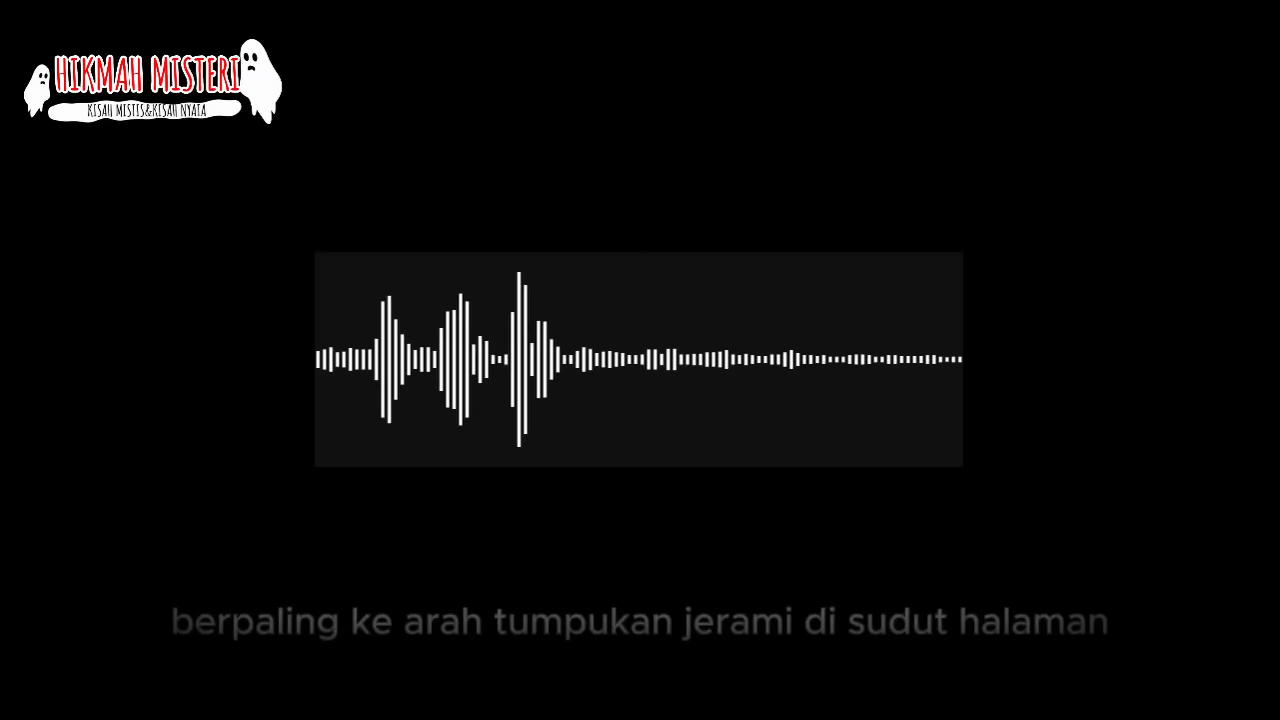 HIKMAH MISTERI
KISAH MISTIS&KISAH NYATA
berpaling ke arah tumpukan jerami di sudut halaman